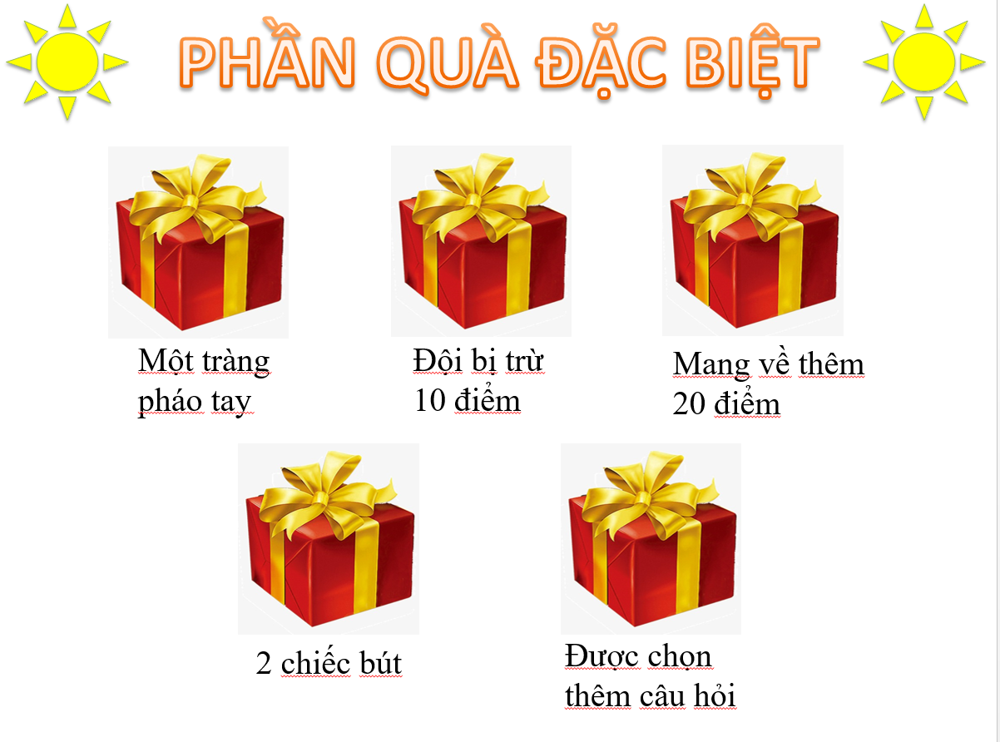 PHẦN QUÀ ĐẶC BIỆT
Một tràng
pháo tay
Đội bị trừ
10 điểm
Mang về thêm
20 điểm
2 chiếc bút
Được chọn
thêm câu hỏi